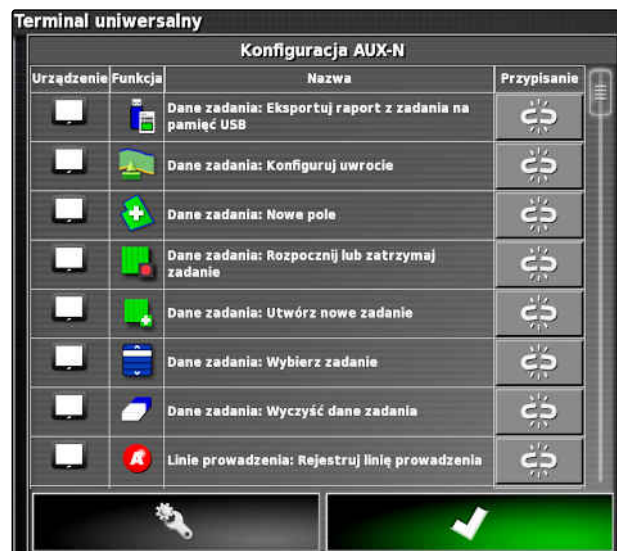 Terminal uniwersalny
Konfiguracja AUX-N
Urządzenie Funkcja Nazwa Przypisanie
Dane zadania: Eksportuj raport z zadania na
pamięć USB
Dane zadania: Konfiguruj uwrocie
Dane zadania: Nowe pole
Dane zadania: Rozpocznij lub zatrzymaj
zadanie
Dane zadania: Utwórz nowe zadanie
Dane zadania: Wybierz zadanie
Dane zadania: Wyczyść dane zadania
Linie prowadzenia: Rejestruj linię prowadzenia